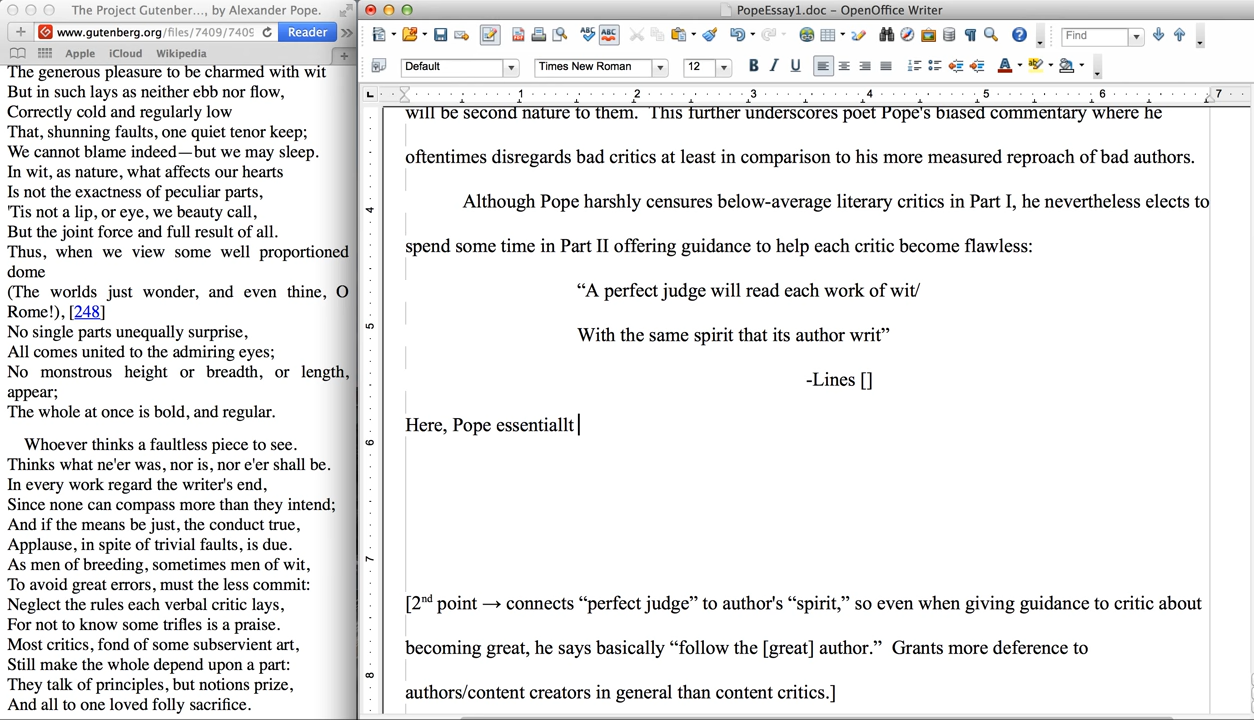 The Project Gutenber..., by Alexander Pope.
www.gutenberg.org/files/7409/7409
Reader
Apple iCloud Wikipedia
The generous pleasure to be charmed with wit
But in such lays as neither ebb nor flow,
Correctly cold and regularly low
That, shunning faults, one quiet tenor keep;
We cannot blame indeed—but we may sleep.
In wit, as nature, what affects our hearts
Is not the exactness of peculiar parts,
'Tis not a lip, or eye, we beauty call,
But the joint force and full result of all.
Thus, when we view some well proportioned
dome
(The worlds just wonder, and even thine, O
Rome!), [248]
No single parts unequally surprise,
All comes united to the admiring eyes;
No monstrous height or breadth, or length,
appear;
The whole at once is bold, and regular.
Whoever thinks a faultless piece to see.
Thinks what ne'er was, nor is, nor e'er shall be.
In every work regard the writer's end,
Since none can compass more than they intend;
And if the means be just, the conduct true,
Applause, in spite of trivial faults, is due.
As men of breeding, sometimes men of wit,
To avoid great errors, must the less commit:
Neglect the rules each verbal critic lays,
For not to know some trifles is a praise.
Most critics, fond of some subservient art,
Still make the whole depend upon a part:
They talk of principles, but notions prize,
And all to one loved folly sacrifice.
PopeEssay1.doc - OpenOffice Writer
Find
Default
Times New Roman
12
B I U
1 2 3 4 5 6 7
will be second nature to them. This further underscores poet Pope's biased commentary where he
oftentimes disregards bad critics at least in comparison to his more measured reproach of bad authors.
Although Pope harshly censures below-average literary critics in Part I, he nevertheless elects to
spend some time in Part II offering guidance to help each critic become flawless:
“A perfect judge will read each work of wit/
With the same spirit that its author writ”
-Lines []
Here, Pope essentiallt
[2nd point → connects “perfect judge” to author's “spirit,” so even when giving guidance to critic about
becoming great, he says basically “follow the [great] author.” Grants more deference to
authors/content creators in general than content critics.]
4
5
6
7
8